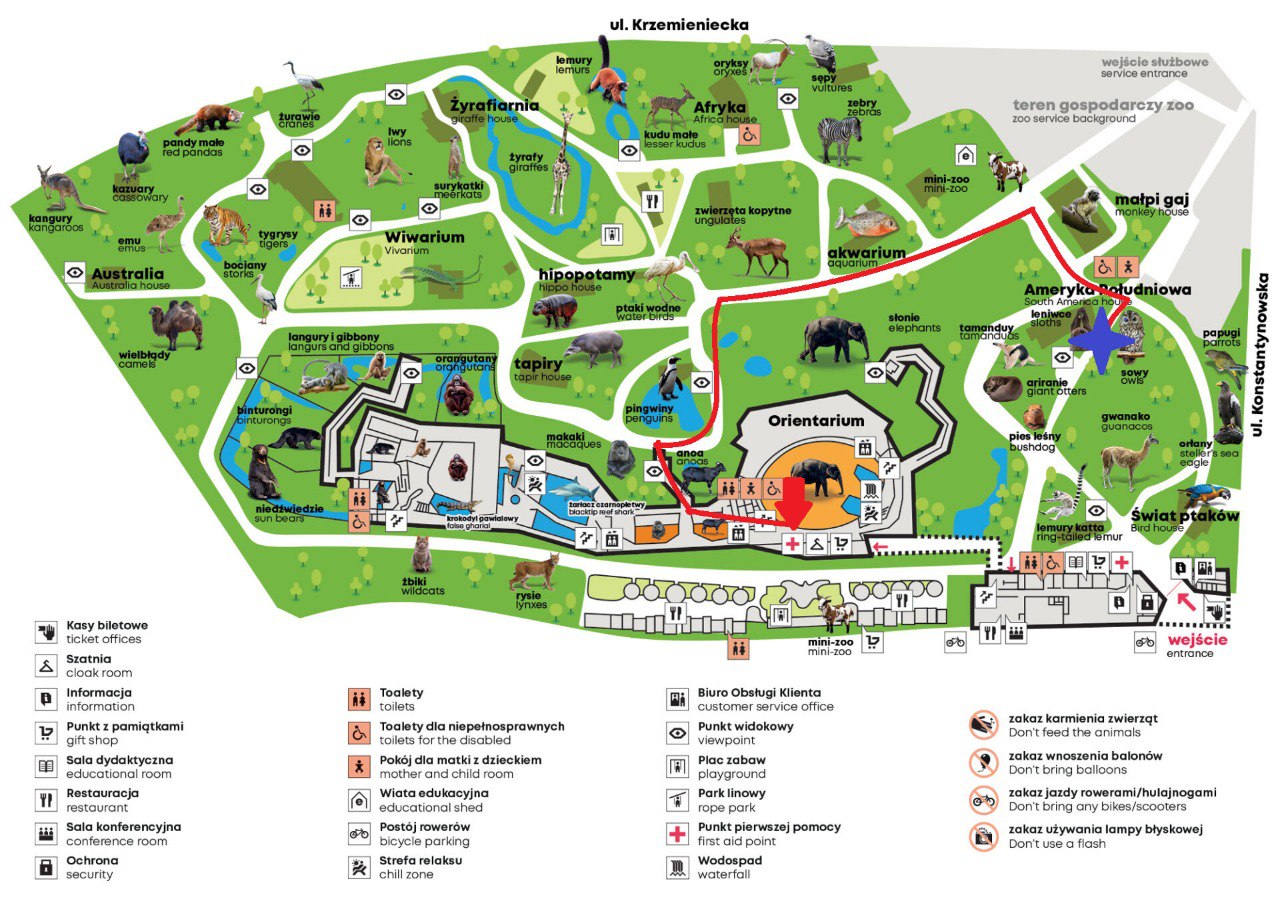 ul. Krzemieniecka
lemury
lemurs
oryksy
oryxes
sępy
vultures
wejście służbowe
service entrance
żurawie
cranes
Żyrafiarnia
giraffe house
Afryka
Africa house
zebry
zebras
teren gospodarczy zoo
zoo service background
pandy małe
red pandas
lwy
lions
kudu małe
lesser kudus
żyrafy
giraffes
surykatki
meerkats
kazuary
cassowary
kangury
kangaroos
mini-zoo
mini-zoo
małpi gaj
monkey house
emu
emus
tygrysy
tigers
Wiwarium
Vivarium
zwierzęta kopytne
ungulates
akwarium
aquarium
bociany
storks
Australia
Australia house
hipopotamy
hippo house
ptaki wodne
water birds
Ameryka Południowa
South America house
leniwce
sloths
ul. Konstantynowska
wielbłądy
camels
langury i gibbony
langurs and gibbons
orangutany
orangutans
tapiry
tapir house
słonie
elephants
tamanduy
tamanduas
papugi
parrots
sowy
owls
ariranie
giant otters
binturongi
binturongs
pingwiny
penguins
Orientarium
pies leśny
bushdog
gwanako
guanacos
orłany
steller's sea
eagle
makaki
macaques
anoa
anoas
niedźwiedzie
sun bears
krokodyl gawialowy
false gharial
żarłacz czarnopłetwy
blacktip reef shark
lemury katta
ring-tailed lemur
Świat ptaków
Bird house
żbiki
wildcats
rysie
lynxes
mini-zoo
mini-zoo
wejście
entrance
Kasy biletowe
ticket offices
Szatnia
cloak room
Informacja
information
Punkt z pamiątkami
gift shop
Sala dydaktyczna
educational room
Restauracja
restaurant
Sala konferencyjna
conference room
Ochrona
security
Toalety
toilets
Toalety dla niepełnosprawnych
toilets for the disabled
Pokój dla matki z dzieckiem
mother and child room
Wiata edukacyjna
educational shed
Postój rowerów
bicycle parking
Strefa relaksu
chill zone
Biuro Obsługi Klienta
customer service office
Punkt widokowy
viewpoint
Plac zabaw
playground
Park linowy
rope park
Punkt pierwszej pomocy
first aid point
Wodospad
waterfall
zakaz karmienia zwierząt
Don't feed the animals
zakaz wnoszenia balonów
Don't bring balloons
zakaz jazdy rowerami/hulajnogami
Don't bring any bikes/scooters
zakaz używania lampy błyskowej
Don't use a flash